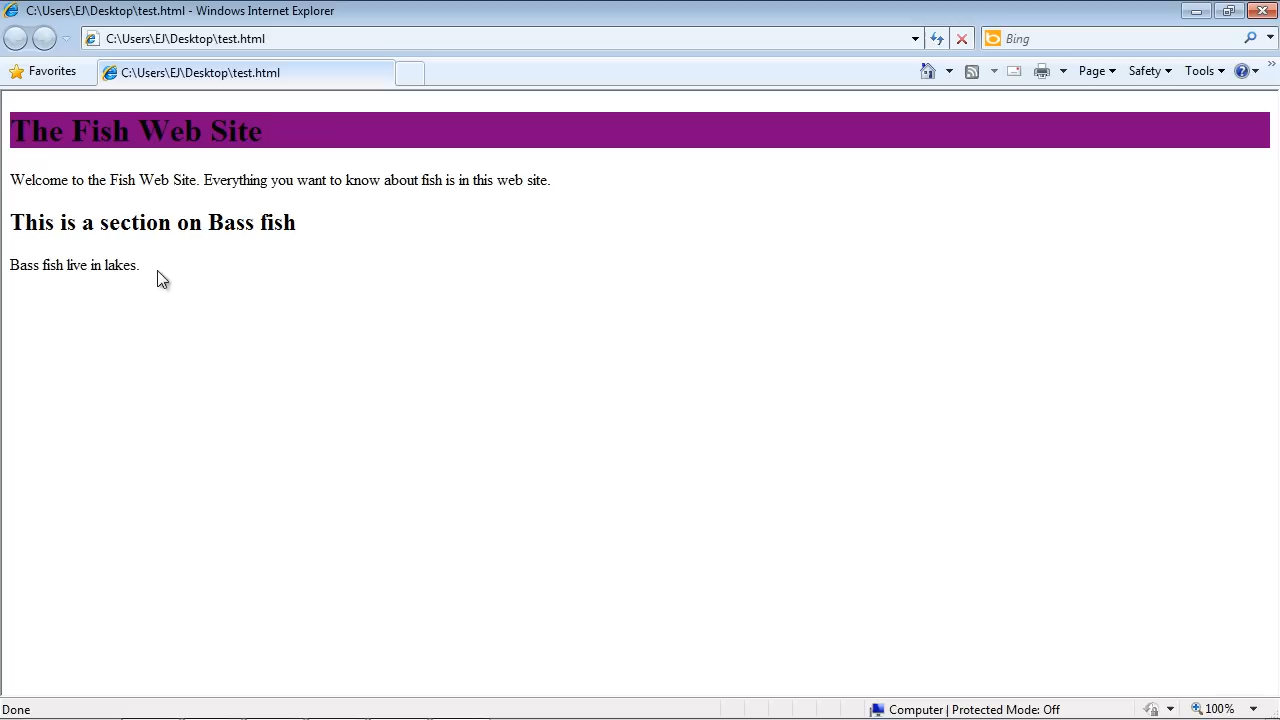 C:\Users\EJ\Desktop\test.html - Windows Internet Explorer
C:\Users\EJ\Desktop\test.html
Bing
Favorites
C:\Users\EJ\Desktop\test.html
Page
Safety
Tools
The Fish Web Site
Welcome to the Fish Web Site. Everything you want to know about fish is in this web site.
This is a section on Bass fish
Bass fish live in lakes.
Done
Computer | Protected Mode: Off
100%